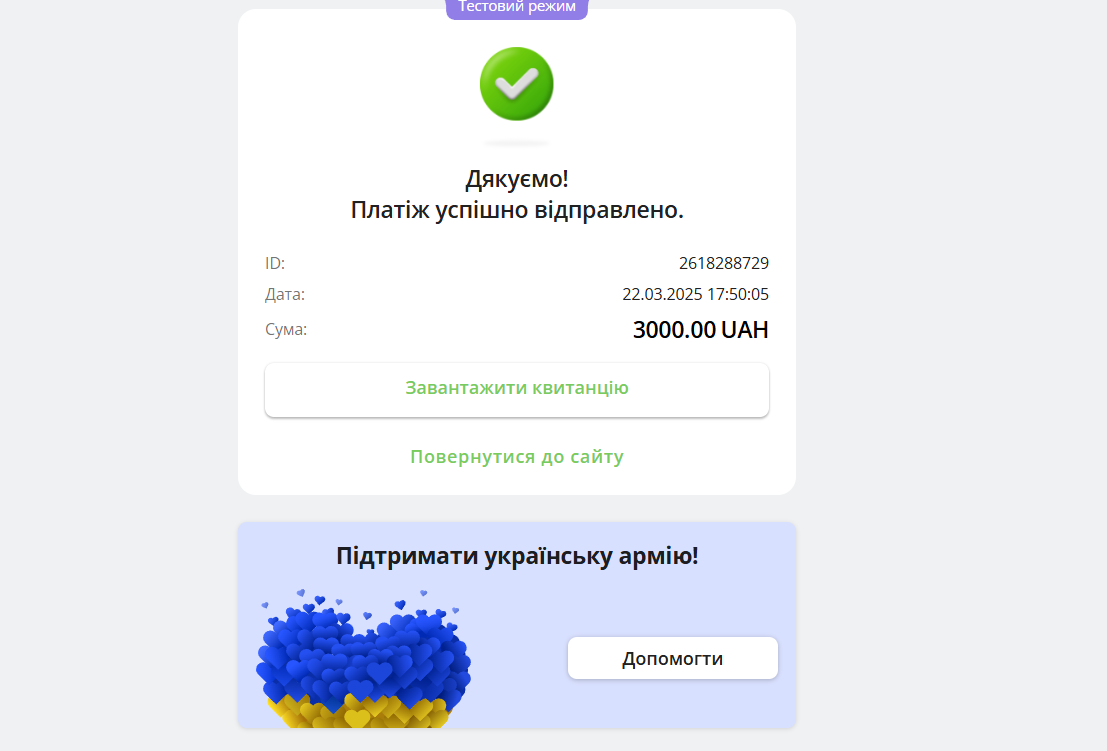 Тестовий режим
Дякуємо!
Платіж успішно відправлено.
ID: 2618288729
Дата: 22.03.2025 17:50:05
Сума: 3000.00 UAH
Завантажити квитанцію
Повернутися до сайту
Підтримати українську армію!
Допомогти